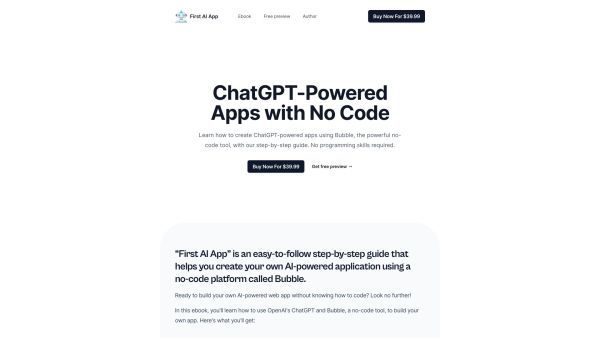 First AI App
Ebook
Free preview
Author
Buy Now For $39.99
ChatGPT-Powered
Apps with No Code
Learn how to create ChatGPT-powered apps using Bubble, the powerful no-
code tool, with our step-by-step guide. No programming skills required.
Buy Now For $39.99
Get free preview →
"First AI App" is an easy-to-follow step-by-step guide that
helps you create your own AI-powered application using a
no-code platform called Bubble.
Ready to build your own AI-powered web app without knowing how to code? Look no further!
In this ebook, you'll learn how to use OpenAI's ChatGPT and Bubble, a no-code tool, to build your
own app. Here's what you'll get: